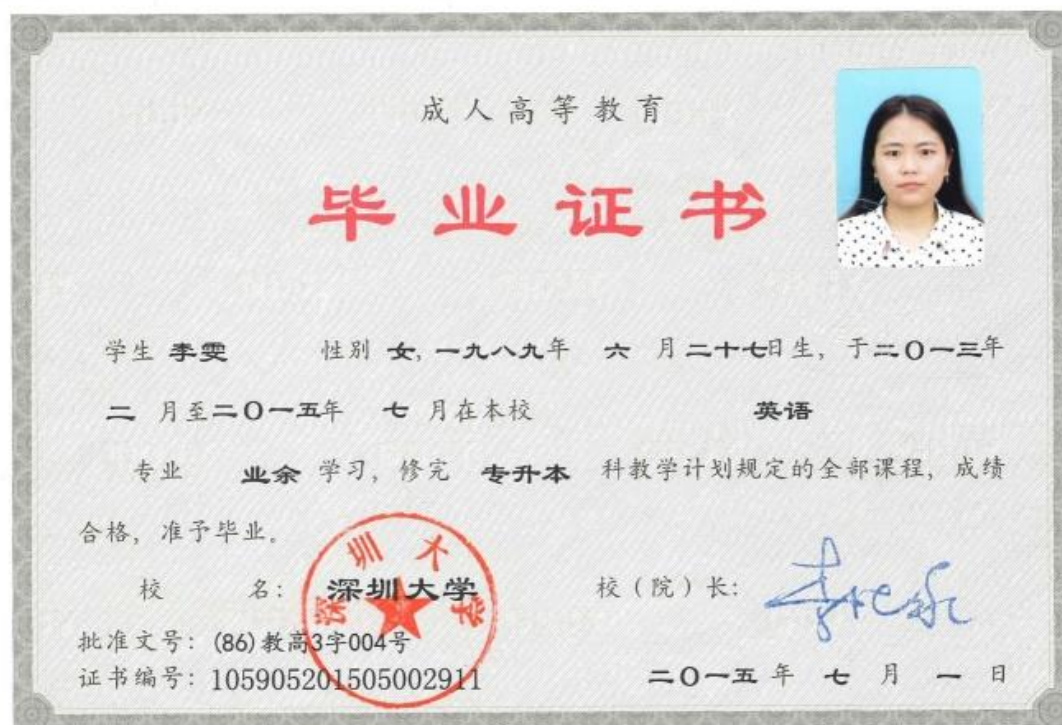 成人高等教育
毕业证书
学生 李雯 性别 女, 一九八九年 六 月二十七日生, 于二〇一三年
二 月至二〇一五年 七 月在本校 英语
专业 业余 学习, 修完 专升本 科教学计划规定的全部课程, 成绩
合格, 准予毕业。
校 名: 深圳大学 校(院)长:
深圳大学
批准文号: (86)教高3字004号
证书编号: 105905201505002911
二〇一五 年 七 月 一 日